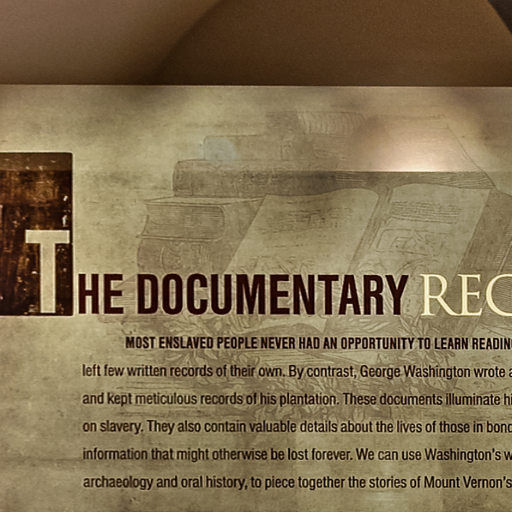 THE DOCUMENTARY REC
MOST ENSLAVED PEOPLE NEVER HAD AN OPPORTUNITY TO LEARN READING
left few written records of their own. By contrast, George Washington wrote a
and kept meticulous records of his plantation. These documents illuminate hi
on slavery. They also contain valuable details about the lives of those in bond
information that might otherwise be lost forever. We can use Washington's w
archaeology and oral history, to piece together the stories of Mount Vernon's